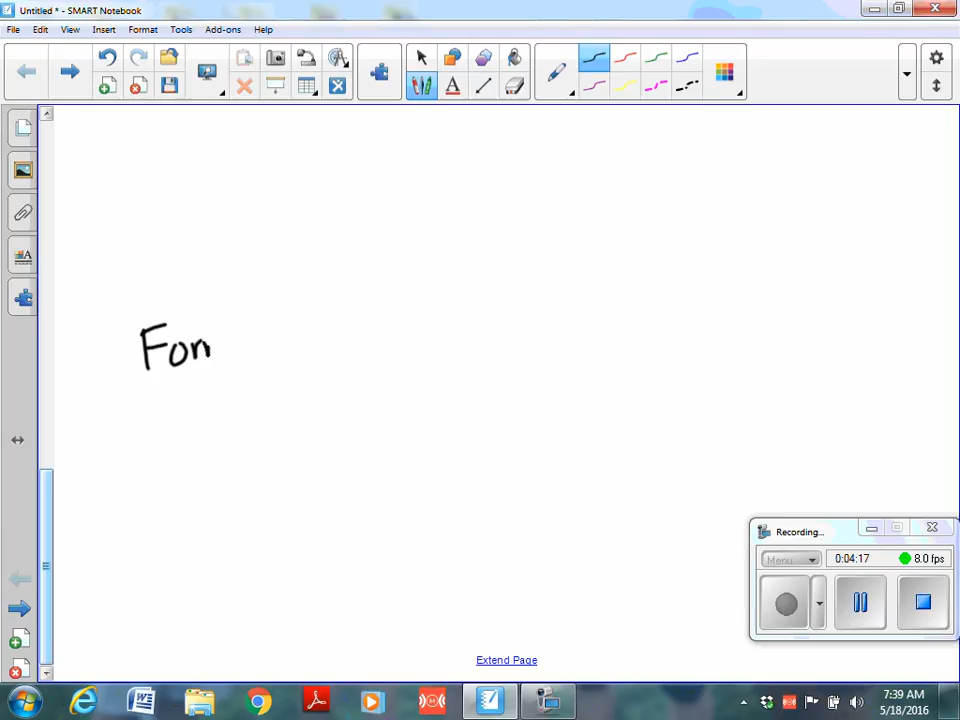 Untitled * - SMART Notebook
File Edit View Insert Format Tools Add-ons Help
Fon
Recording...
Menu 0:04:17 8.0 fps
Extend Page
7:39 AM
5/18/2016